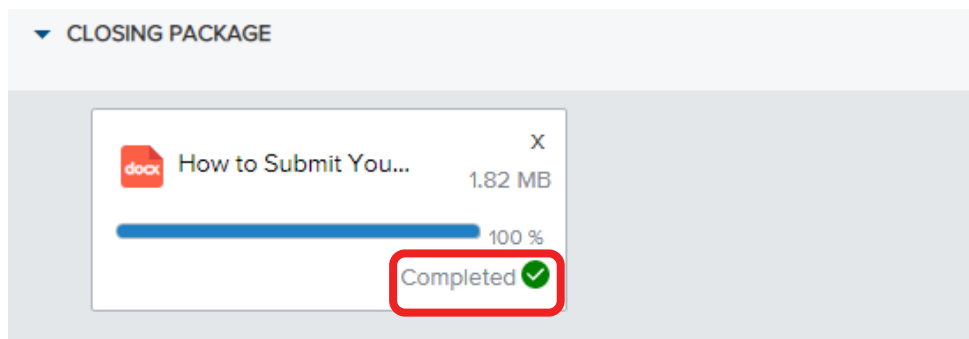 CLOSING PACKAGE
X
docx How to Submit You...
1.82 MB
100 %
Completed